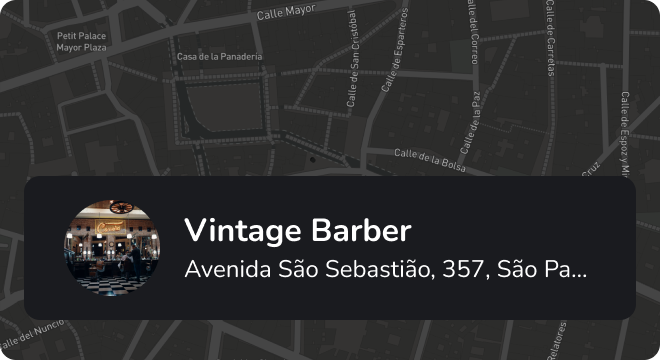 Calle Mayor
Petit Palace
Mayor Plaza
Casa de la Panadería
Calle de San Cristóbal
Calle de Esparteros
Calle del Correo
Calle de Carretas
Calle de la Paz
Calle de la Bolsa
Calle de Espoz y M
Cruz
Vintage Barber
Avenida São Sebastião, 357, São Pa...
Calle del Nuncio
Relatores